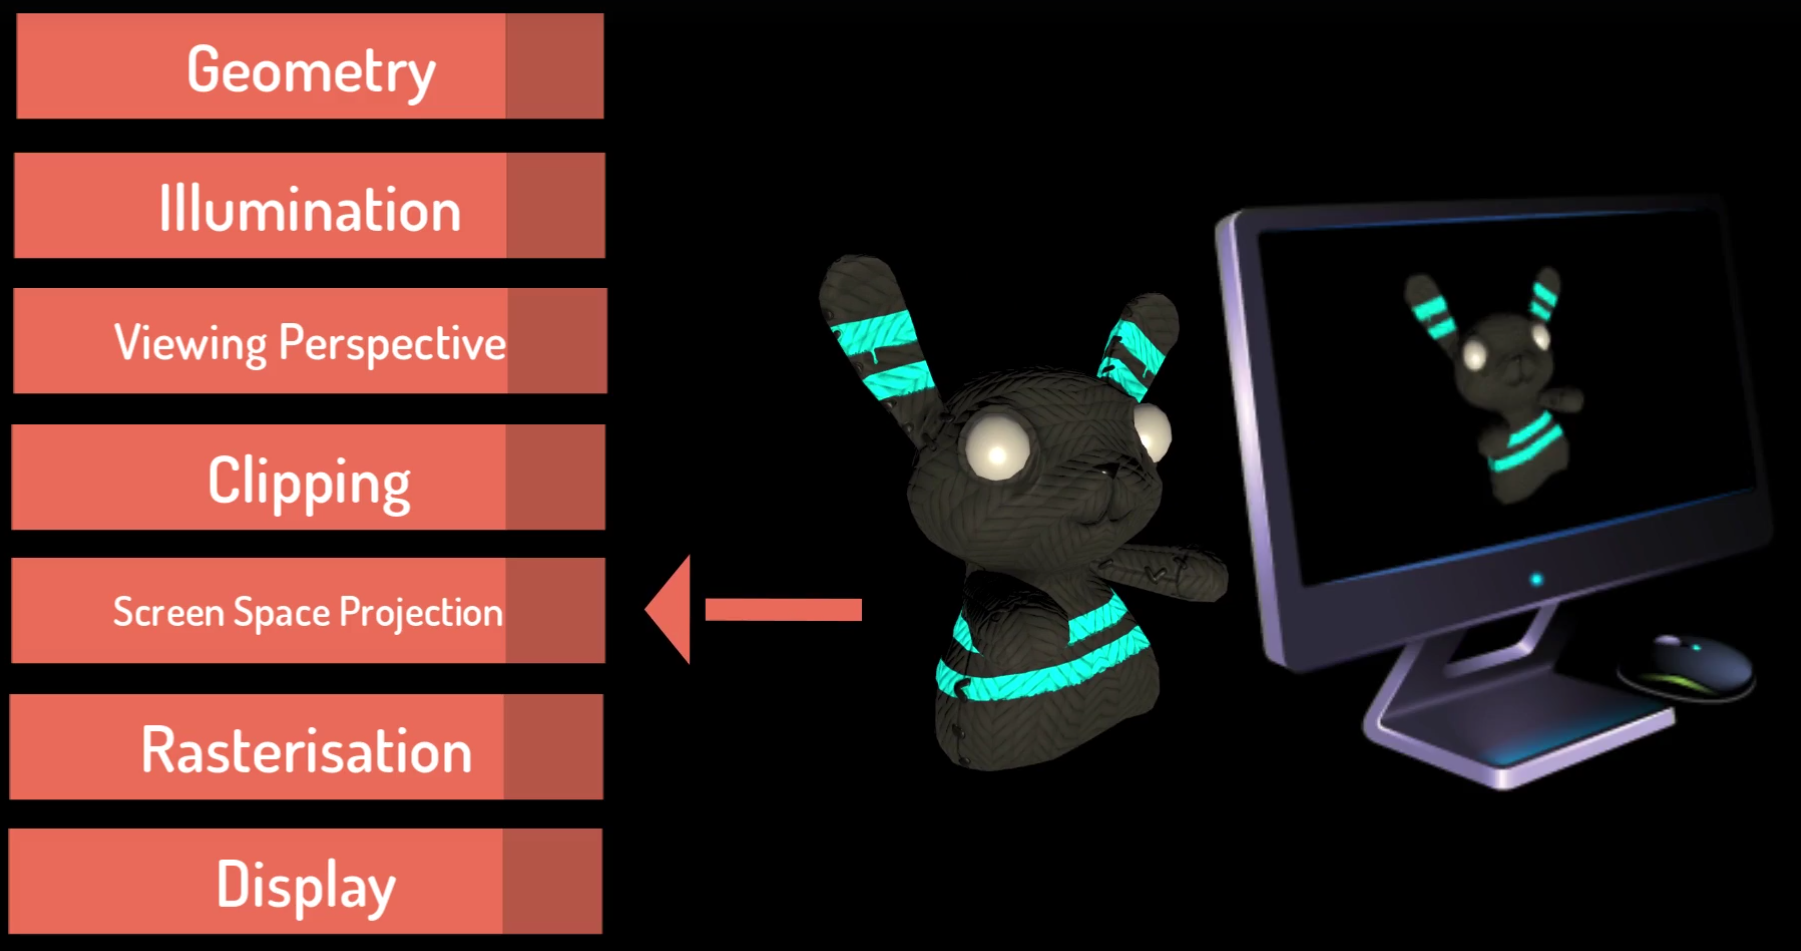 Geometry
Illumination
Viewing Perspective
Clipping
Screen Space Projection
Rasterisation
Display